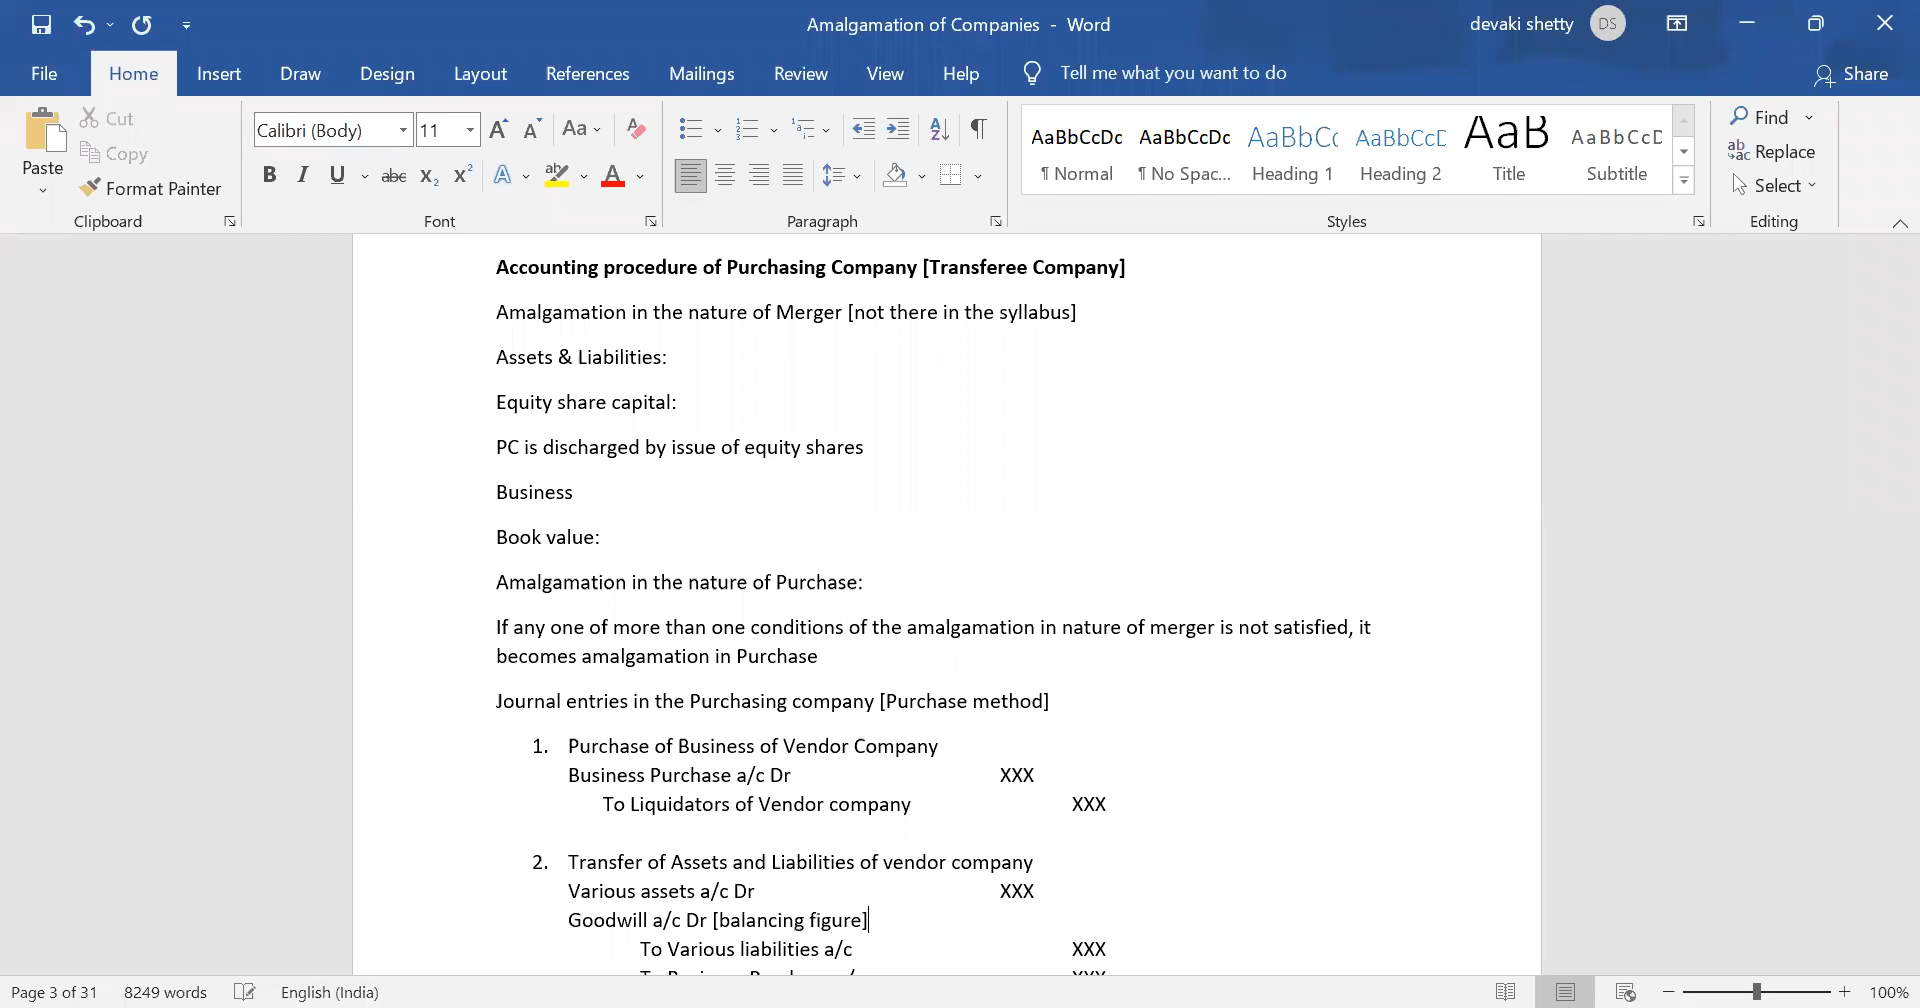 Amalgamation of Companies - Word
devaki shetty DS
File Home Insert Draw Design Layout References Mailings Review View Help Tell me what you want to do Share
Paste
Cut
Copy
Format Painter
Clipboard
Calibri (Body) 11 Aa
B I U abc X₂ X² A ab A
Font
Paragraph
AaBbCcDc AaBbCcDc AaBbCc AaBbCcD AaB AaBbCcD
¶ Normal ¶ No Spac... Heading 1 Heading 2 Title Subtitle
Styles
Find
Replace
Select
Editing
Accounting procedure of Purchasing Company [Transferee Company]
Amalgamation in the nature of Merger [not there in the syllabus]
Assets & Liabilities:
Equity share capital:
PC is discharged by issue of equity shares
Business
Book value:
Amalgamation in the nature of Purchase:
If any one of more than one conditions of the amalgamation in nature of merger is not satisfied, it
becomes amalgamation in Purchase
Journal entries in the Purchasing company [Purchase method]
1. Purchase of Business of Vendor Company
Business Purchase a/c Dr XXX
To Liquidators of Vendor company XXX
2. Transfer of Assets and Liabilities of vendor company
Various assets a/c Dr XXX
Goodwill a/c Dr [balancing figure]
To Various liabilities a/c XXX
Page 3 of 31 8249 words English (India) 100%